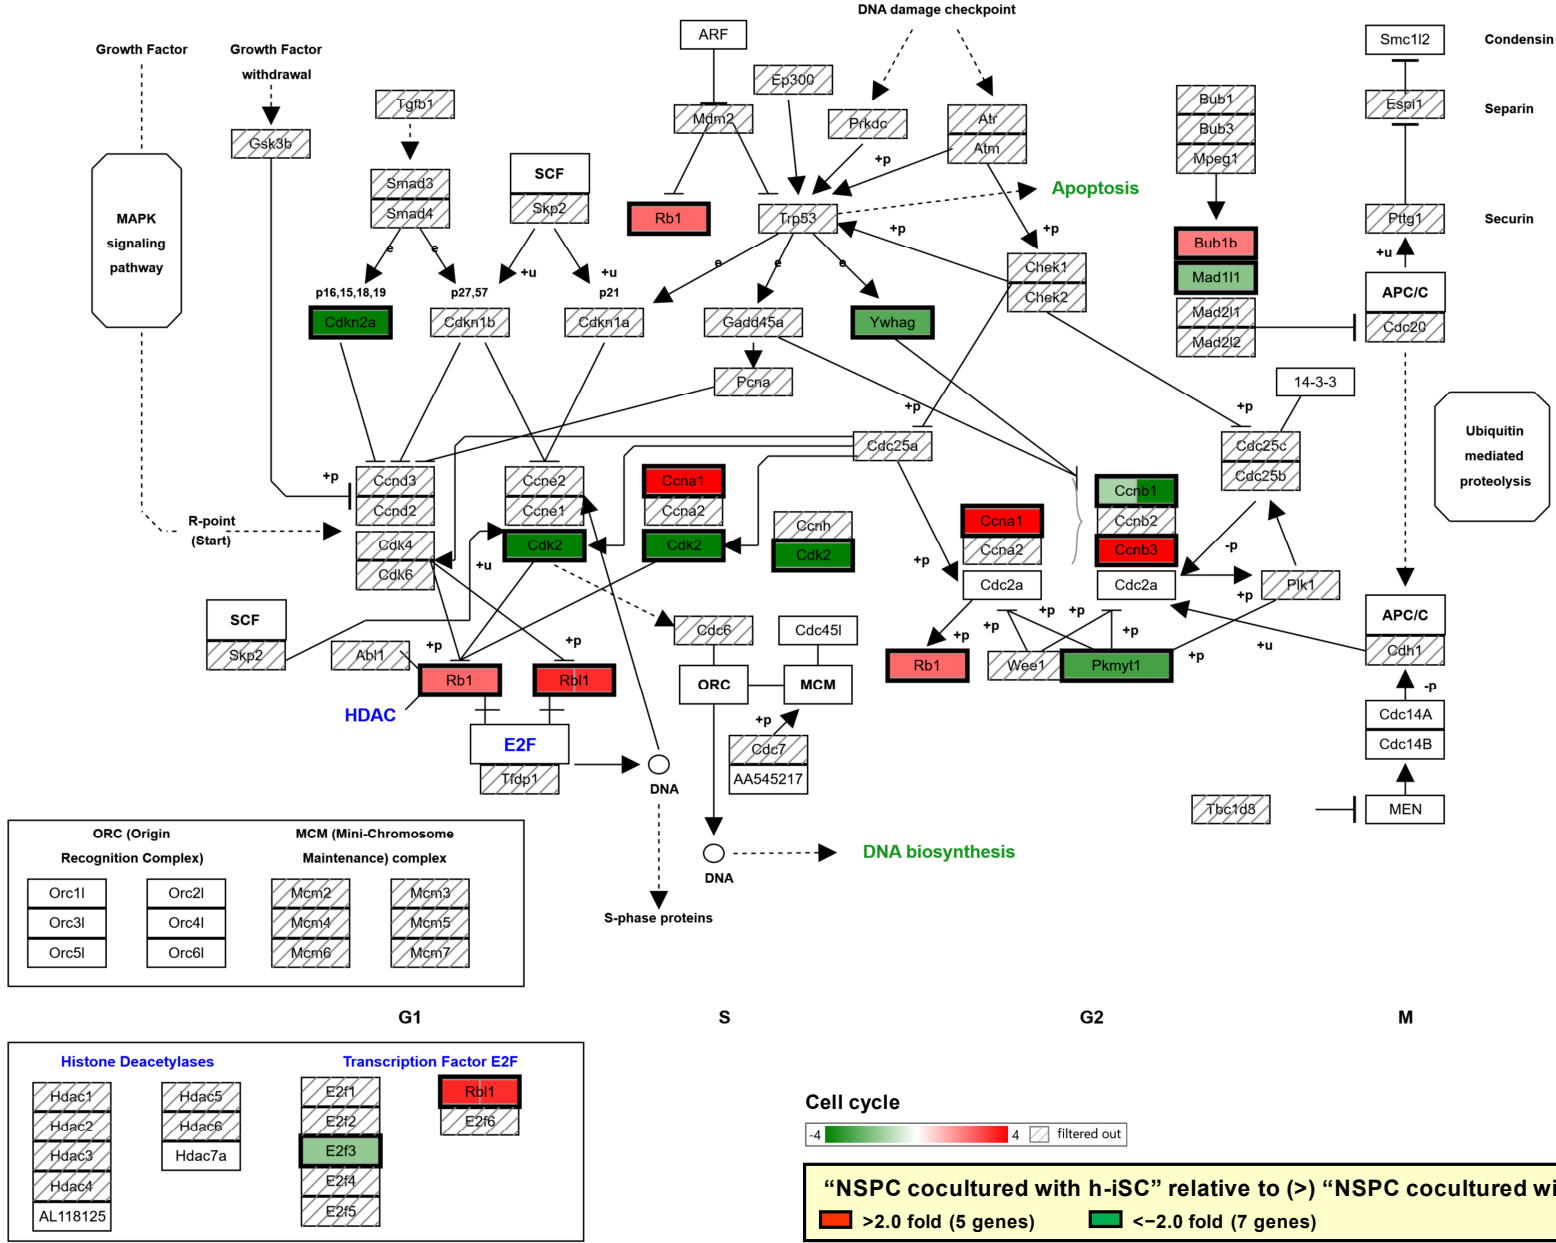 DNA damage checkpoint
ARF
Smc1l2
Condensin
Growth Factor
Growth Factor
withdrawal
Ep300
Tgfb1
Bub1
Espl1
Separin
Mdm2
Prkdc
Atr
Bub3
Gsk3b
Atm
Mpeg1
+p
SCF
Smad3
Skp2
Smad4
Apoptosis
MAPK
signaling
pathway
Rb1
Trp53
Pttg1
Securin
+p
+p
e
e
Bub1b
+u
e
e
e
+u
+u
Chek1
Mad1l1
p16,15,18,19
p27,57
p21
Chek2
APC/C
Cdkn2a
Cdkn1b
Cdkn1a
Gadd45a
Ywhag
Mad2l1
Cdc20
Mad2l2
Pcna
14-3-3
+p
+p
Ubiquitin
mediated
proteolysis
Cdc25a
Cdc25c
Cdc25b
+p
Ccnd3
Ccne2
Ccna1
Ccnb1
Ccnd2
Ccne1
Ccna2
Ccnh
Ccna1
Ccnb2
R-point
(Start)
Cdk4
Cdk2
Cdk2
Cdk2
Ccna2
Ccnb3
-p
Cdk6
+u
+p
Cdc2a
Cdc2a
Plk1
+p
SCF
Skp2
+p
+p
+p
+p
+p
+p
+p
Cdc6
Cdc45l
APC/C
Cdh1
+u
Abl1
Rb1
Rbl1
Rb1
Wee1
Pkmyt1
+p
ORC
MCM
-p
HDAC
+p
Cdc14A
E2F
Cdc7
Cdc14B
Tfdp1
DNA
AA545217
Tbc1d8
MEN
ORC (Origin
Recognition Complex)
MCM (Mini-Chromosome
Maintenance) complex
DNA
DNA biosynthesis
Orc1l
Orc2l
Mcm2
Mcm3
Orc3l
Orc4l
Mcm4
Mcm5
S-phase proteins
Orc5l
Orc6l
Mcm6
Mcm7
G1
S
G2
M
Histone Deacetylases
Transcription Factor E2F
Hdac1
Hdac5
E2f1
Rbl1
Hdac2
Hdac6
E2f2
E2f6
Hdac3
Hdac7a
E2f3
Hdac4
E2f4
AL118125
E2f5
Cell cycle
-4
4
filtered out
“NSPC cocultured with h-iSC” relative to (>) “NSPC cocultured wi
>2.0 fold (5 genes)
<−2.0 fold (7 genes)